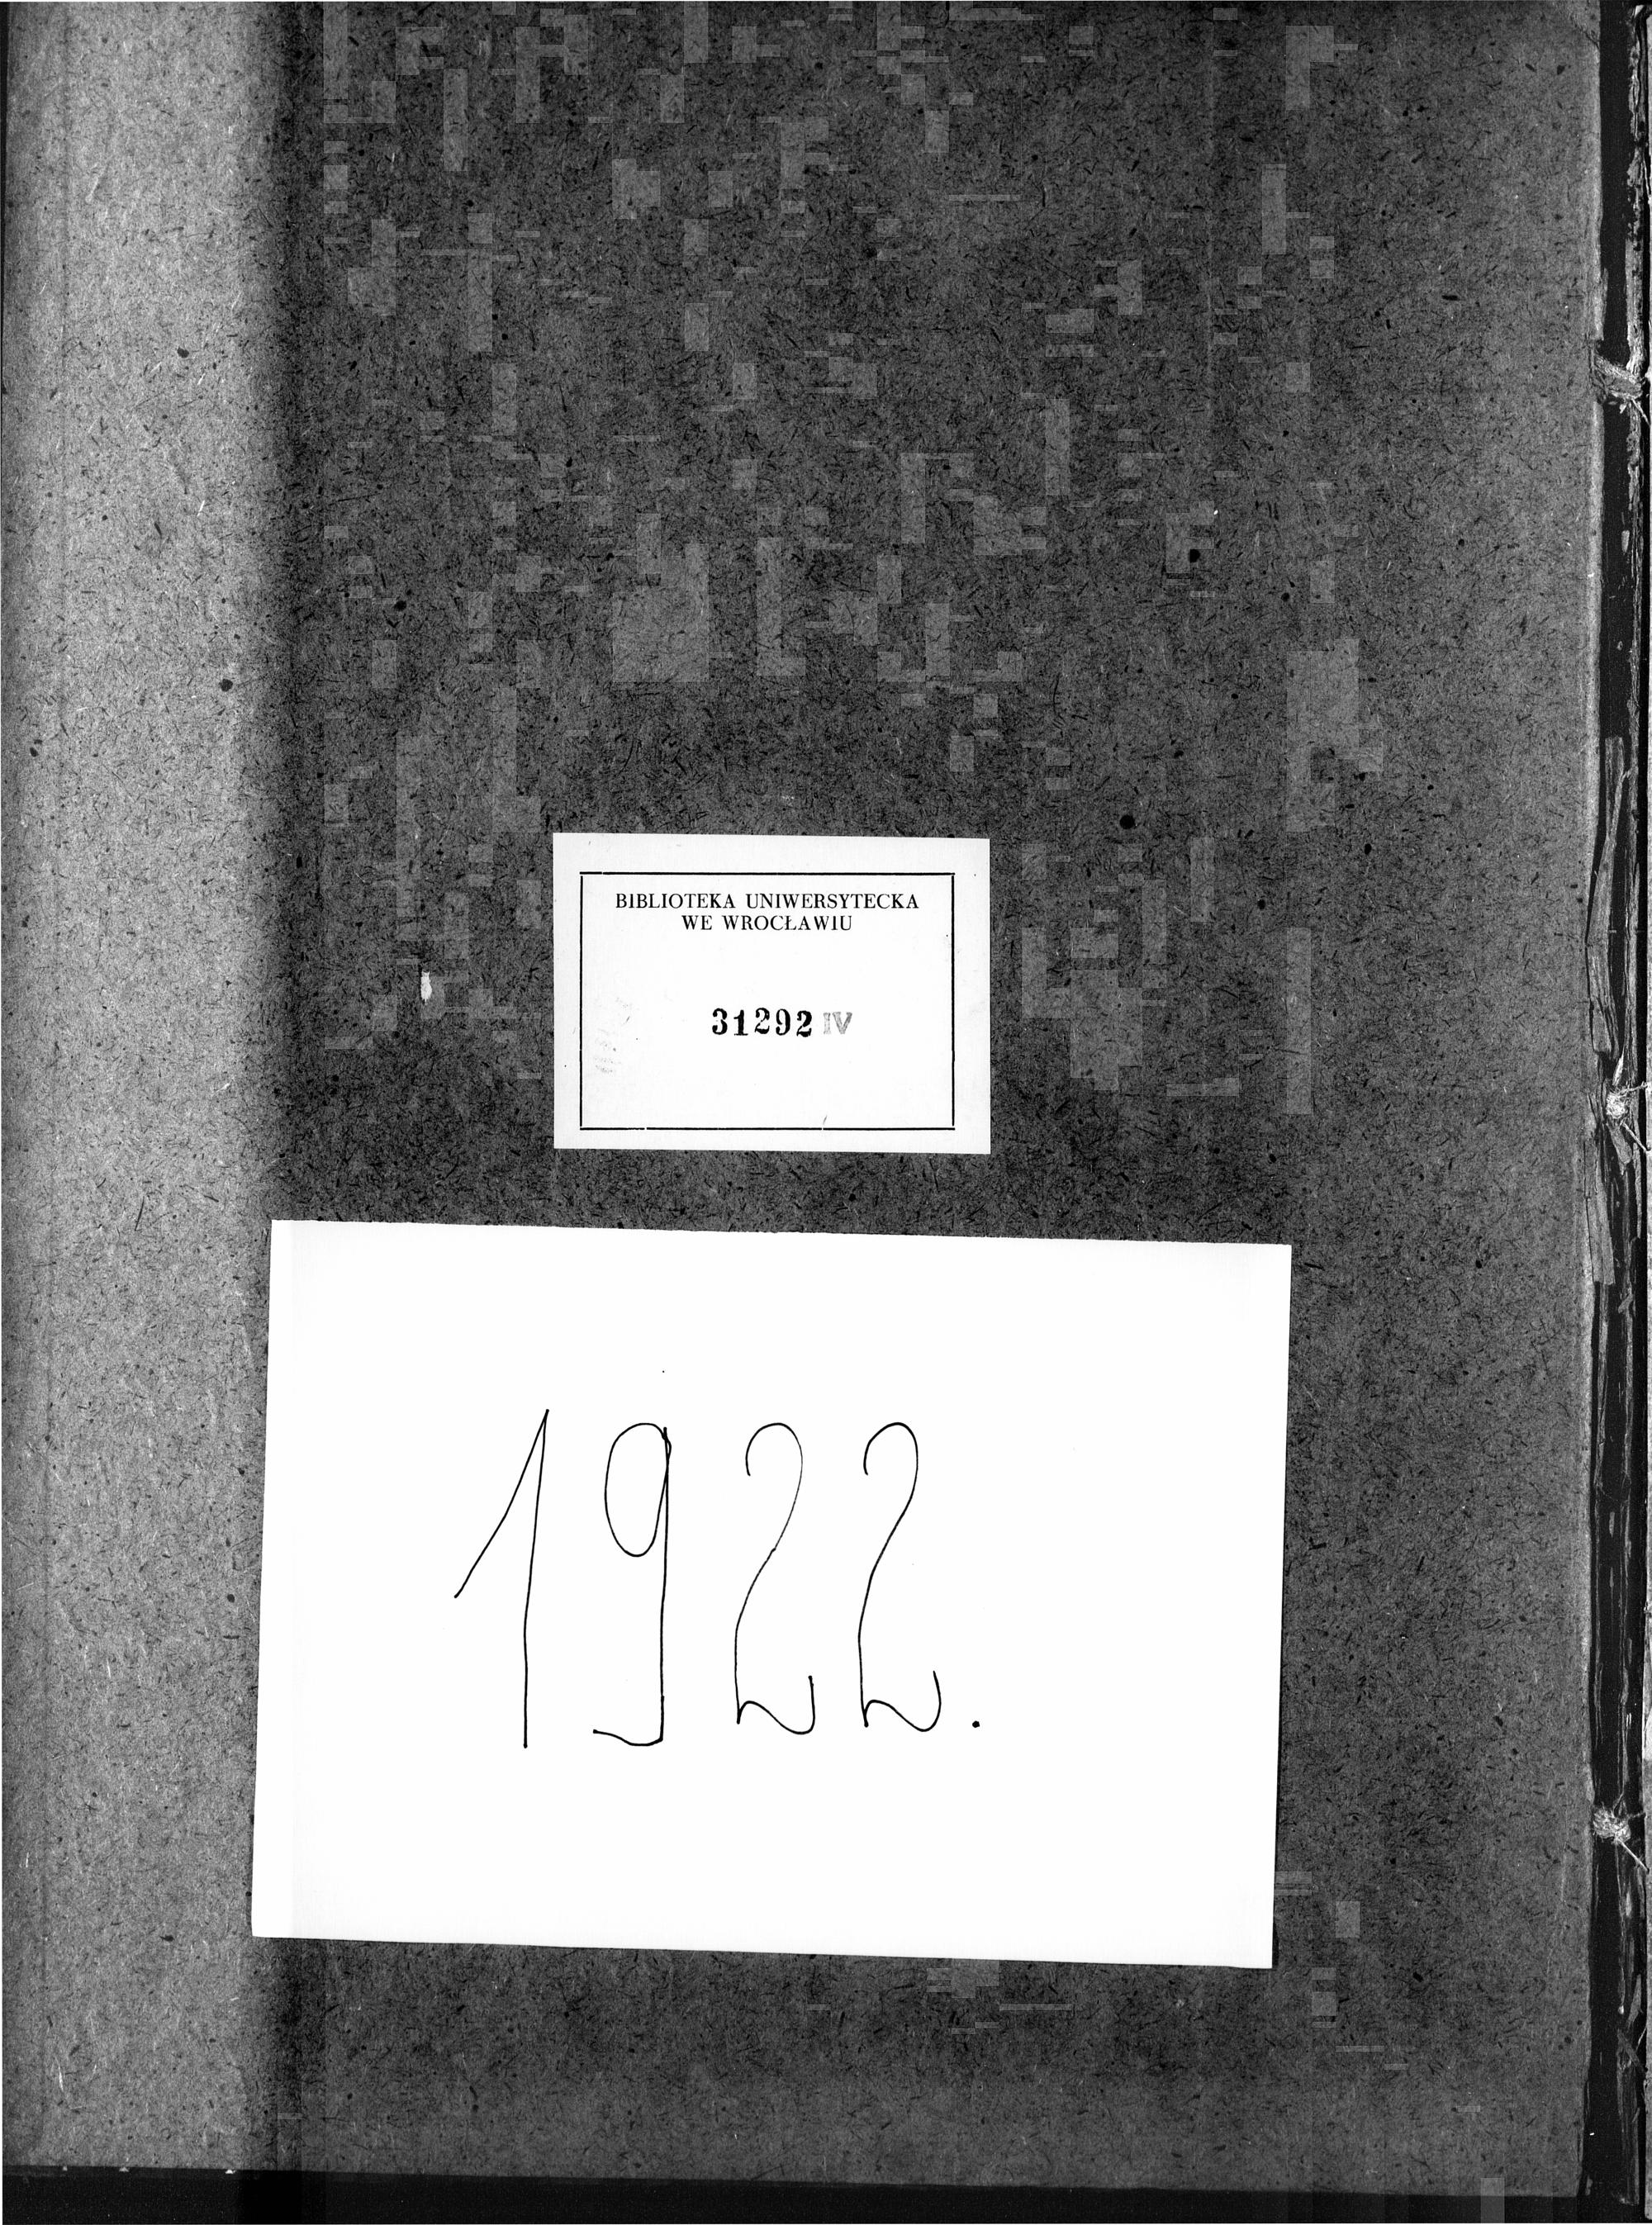 BIBLIOTEKA UNIWERSYTECKA
WE WROCŁAWIU
31292 IV
1922.